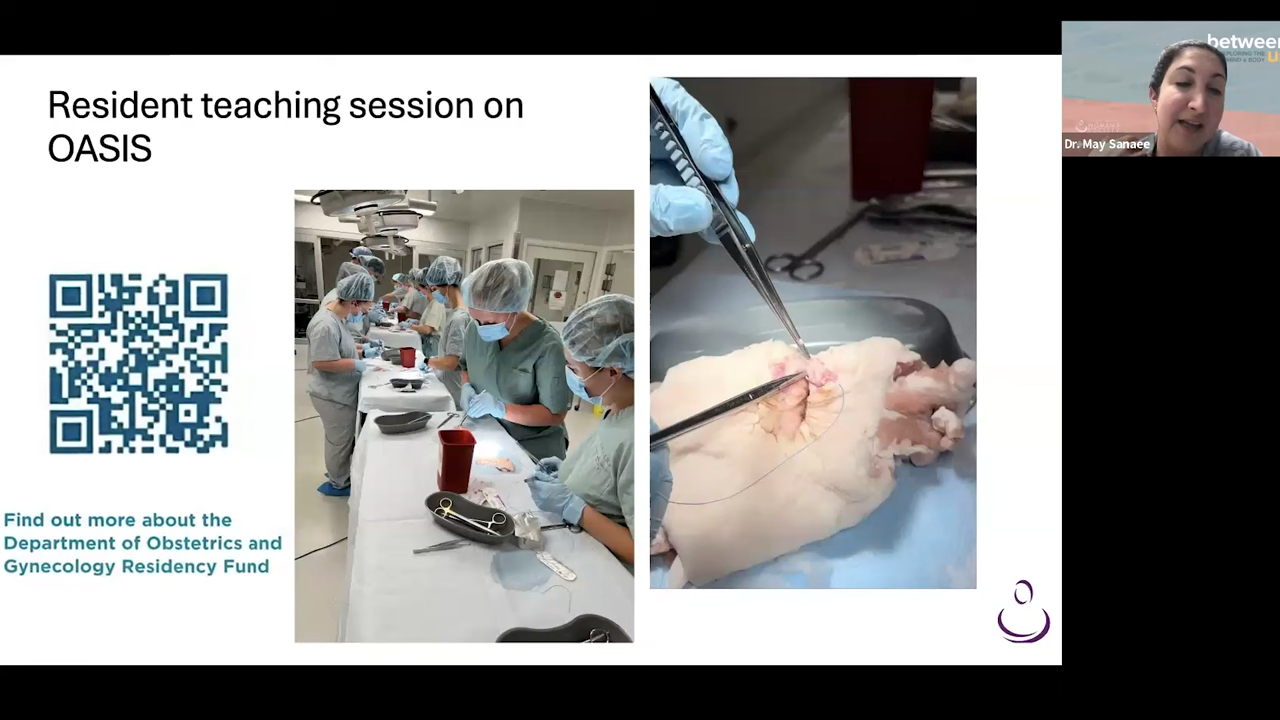 Resident teaching session on
OASIS
Find out more about the
Department of Obstetrics and
Gynecology Residency Fund
betwee
Dr. May Sanaee